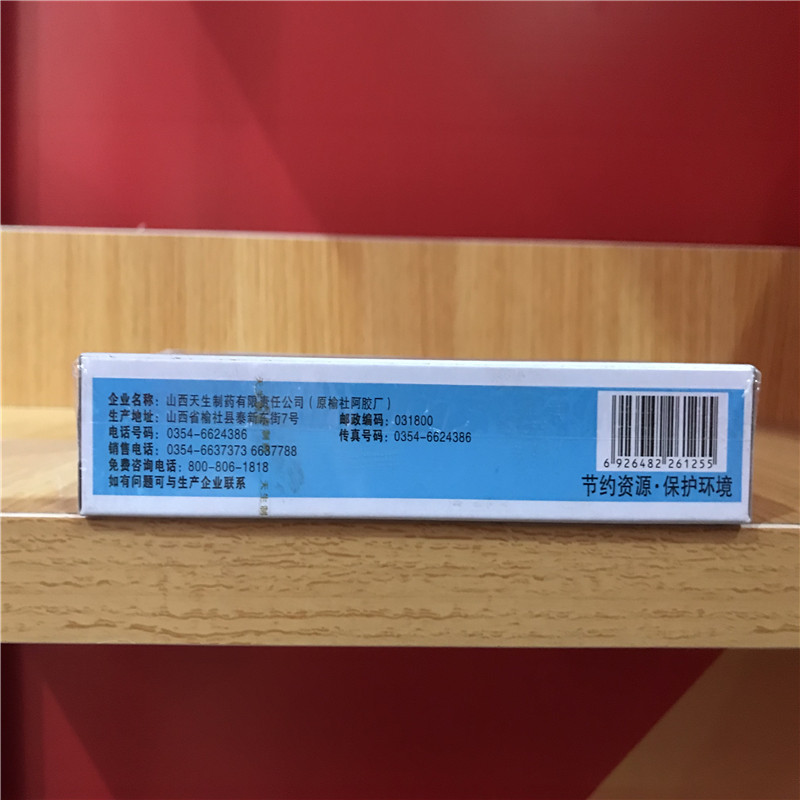 企业名称：山西天生制药有限责任公司（原榆社阿胶厂）
生产地址：山西省榆社县泰新东街7号 邮政编码：031800
电话号码：0354-6624386 传真号码：0354-6624386
销售电话：0354-6637373 6637788
免费咨询电话：800-806-1818
如有问题可与生产企业联系
6 926482 261255
节约资源·保护环境